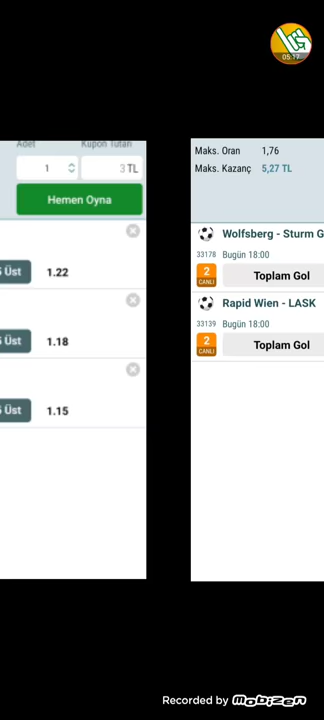 05:17
Adet
Kupon Tutarı
1
3 TL
Hemen Oyna
Üst
1.22
Üst
1.18
Üst
1.15
Maks. Oran 1,76
Maks. Kazanç 5,27 TL
Wolfsberg - Sturm G
33178 Bugün 18:00
2
CANLI
Toplam Gol
Rapid Wien - LASK
33139 Bugün 18:00
2
CANLI
Toplam Gol
Recorded by mobizen